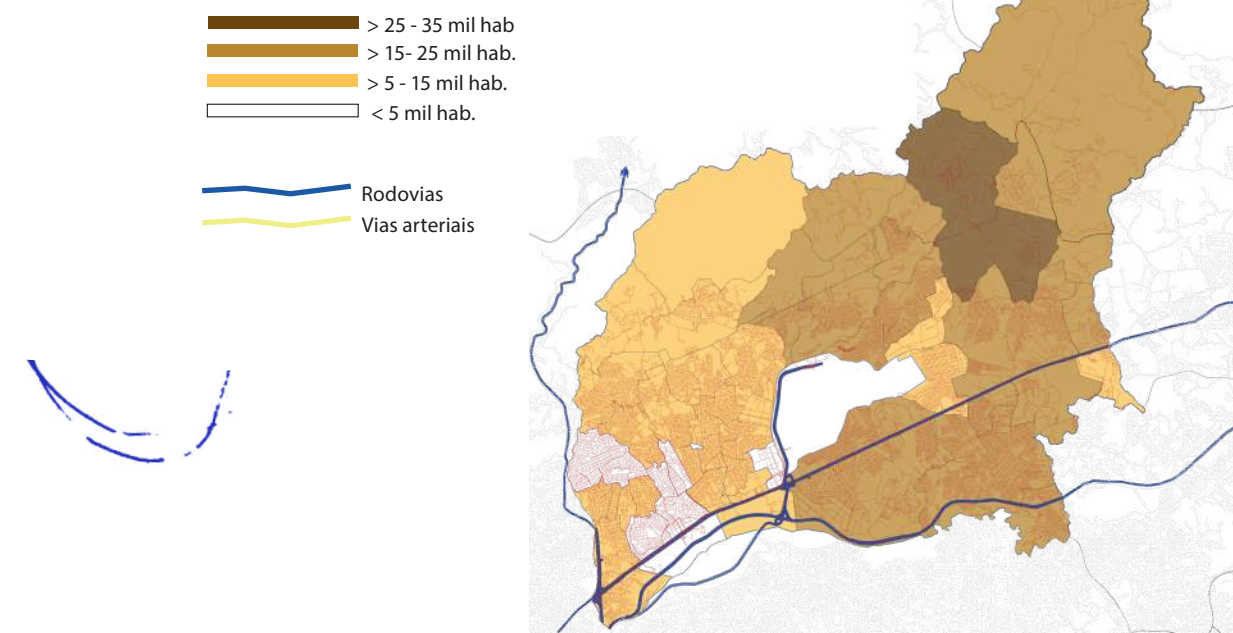 > 25 - 35 mil hab
> 15- 25 mil hab.
> 5 - 15 mil hab.
< 5 mil hab.
Rodovias
Vias arteriais